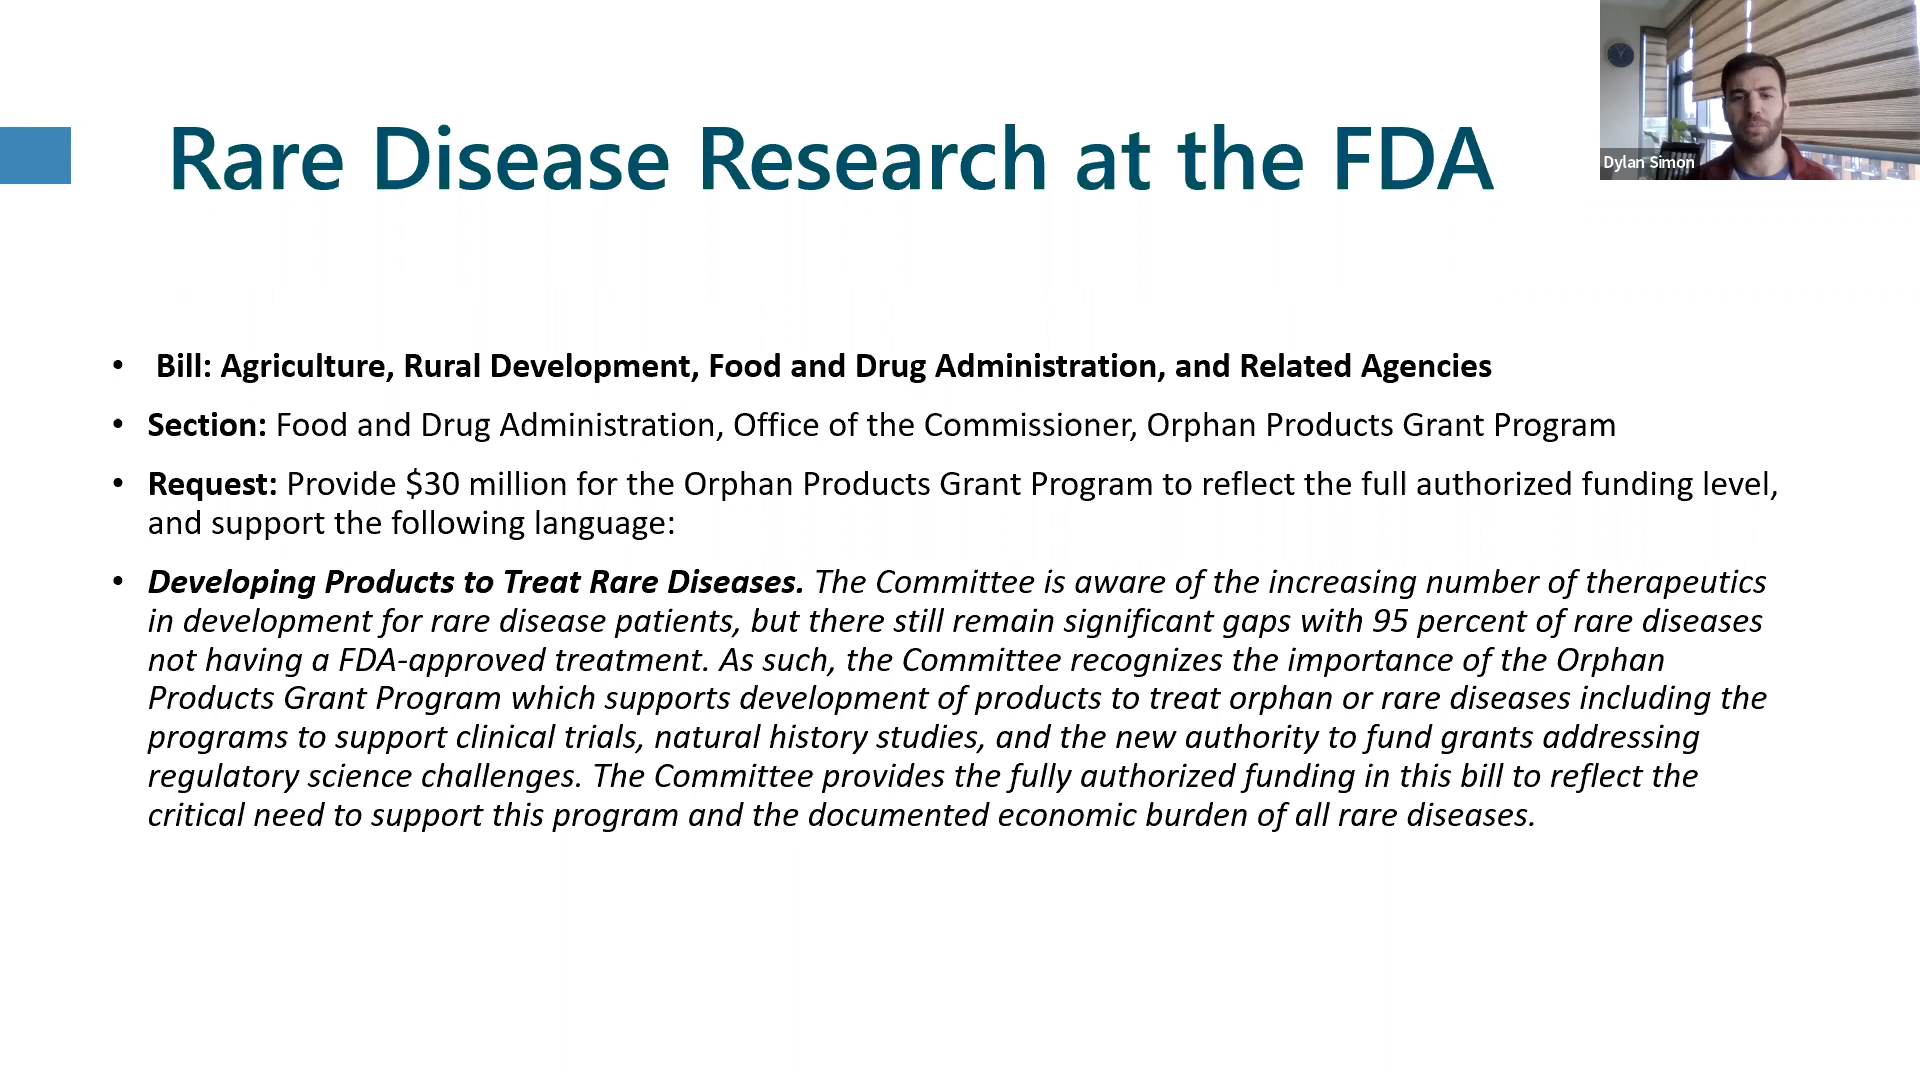 Rare Disease Research at the FDA
Dylan Simon
• Bill: Agriculture, Rural Development, Food and Drug Administration, and Related Agencies
• Section: Food and Drug Administration, Office of the Commissioner, Orphan Products Grant Program
• Request: Provide $30 million for the Orphan Products Grant Program to reflect the full authorized funding level,
and support the following language:
• Developing Products to Treat Rare Diseases. The Committee is aware of the increasing number of therapeutics
in development for rare disease patients, but there still remain significant gaps with 95 percent of rare diseases
not having a FDA-approved treatment. As such, the Committee recognizes the importance of the Orphan
Products Grant Program which supports development of products to treat orphan or rare diseases including the
programs to support clinical trials, natural history studies, and the new authority to fund grants addressing
regulatory science challenges. The Committee provides the fully authorized funding in this bill to reflect the
critical need to support this program and the documented economic burden of all rare diseases.